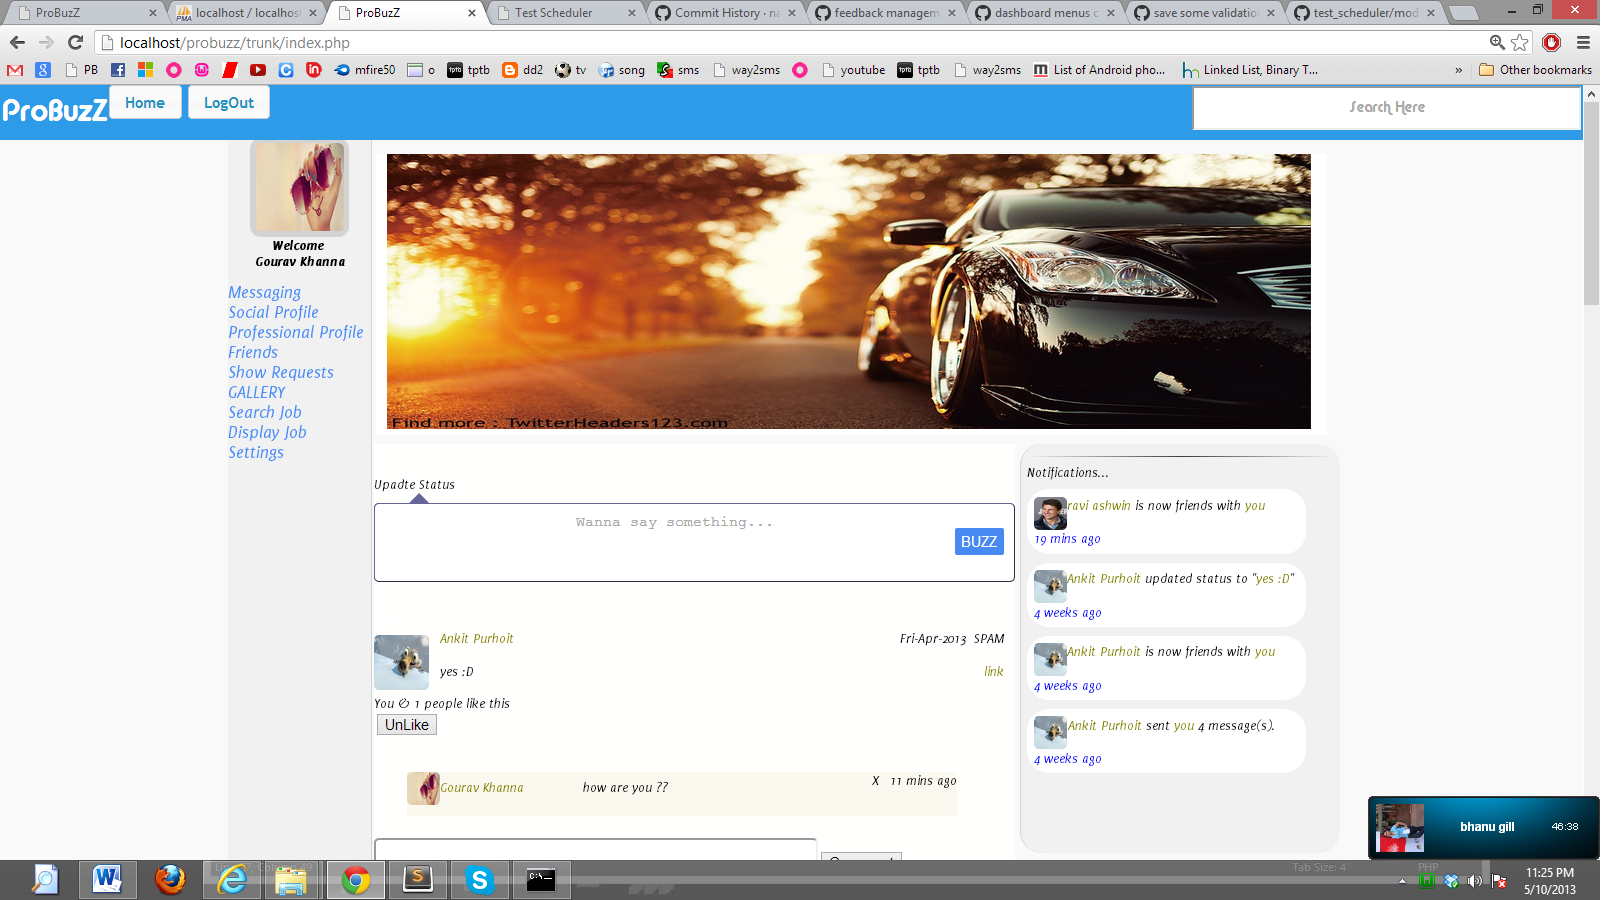 ProBuzZ
localhost / localhost
ProBuzZ
Test Scheduler
Commit History · na
feedback managem
dashboard menus c
save some validatio
test_scheduler/mod
localhost/probuzz/trunk/index.php
PB
mfire50
o
tptb
dd2
tv
song
sms
way2sms
youtube
tptb
way2sms
List of Android pho...
Linked List, Binary T...
»
Other bookmarks
ProBuzZ
Home
LogOut
Search Here
Welcome
Gourav Khanna
Messaging
Social Profile
Professional Profile
Friends
Show Requests
GALLERY
Search Job
Display Job
Settings
Find more : TwitterHeaders123.com
Upadte Status
Wanna say something...
BUZZ
Ankit Purhoit
Fri-Apr-2013 SPAM
yes :D
link
You & 1 people like this
UnLike
Gourav Khanna
how are you ??
X 11 mins ago
Notifications...
ravi ashwin is now friends with you
19 mins ago
Ankit Purhoit updated status to "yes :D"
4 weeks ago
Ankit Purhoit is now friends with you
4 weeks ago
Ankit Purhoit sent you 4 message(s).
4 weeks ago
bhanu gill
46:38
Tab Size: 4
PHP
11:25 PM
5/10/2013